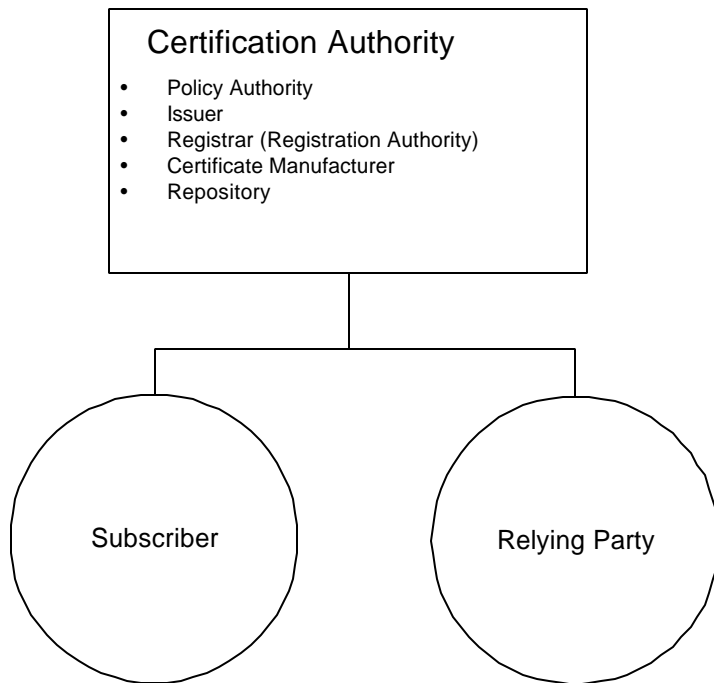 Certification Authority
• Policy Authority
• Issuer
• Registrar (Registration Authority)
• Certificate Manufacturer
• Repository
Subscriber
Relying Party